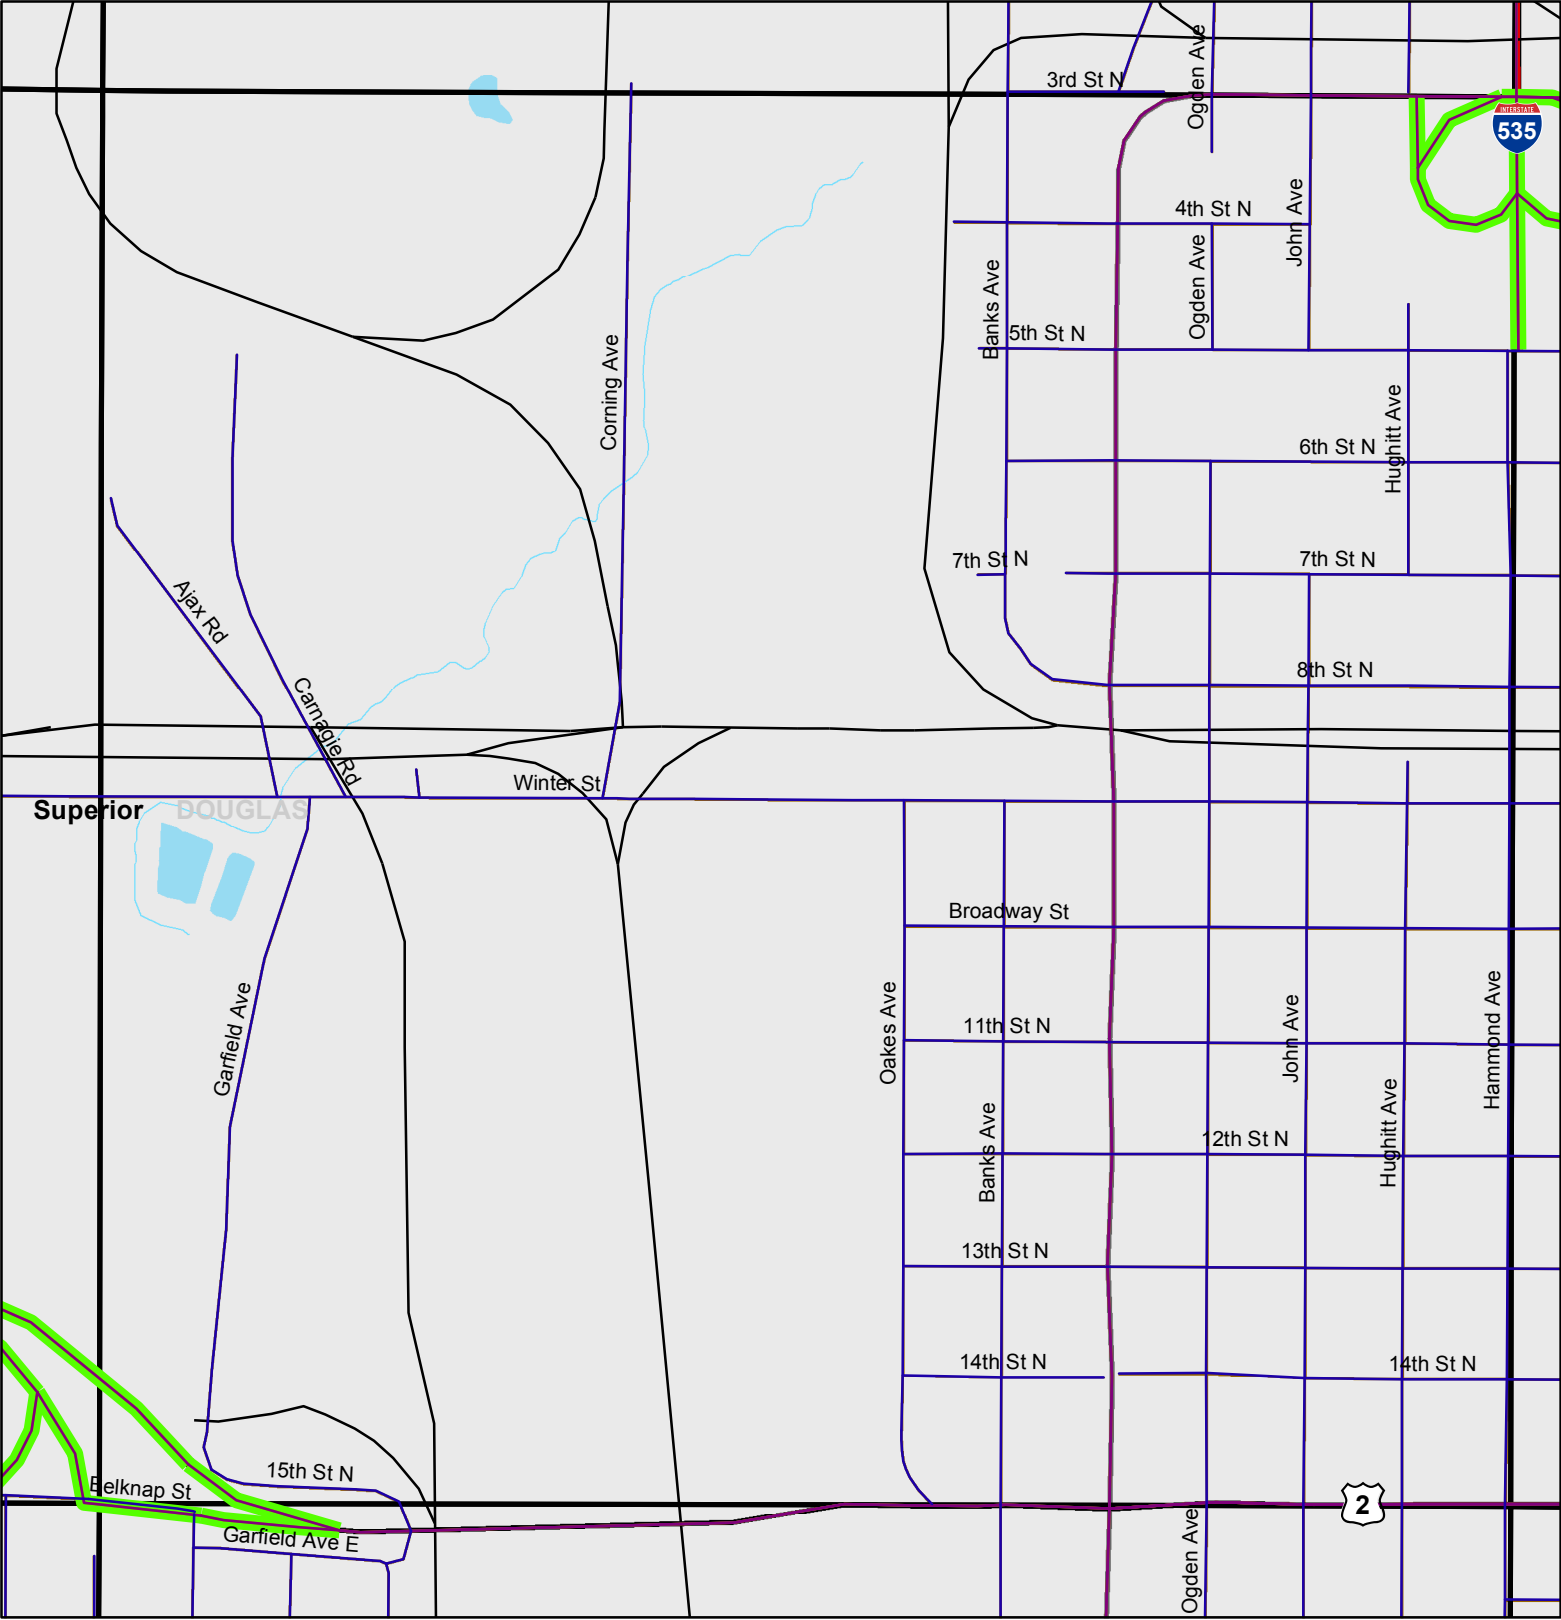 Ogden Ave
3rd St N
INTERSTATE
535
4th St N
John Ave
Banks Ave
Ogden Ave
5th St N
Corning Ave
Hughitt Ave
6th St N
7th St N
7th St N
Ajax Rd
8th St N
Carnagie Rd
Winter St
Superior
DOUGLAS
Broadway St
Garfield Ave
Oakes Ave
11th St N
John Ave
Hammond Ave
Hughitt Ave
Banks Ave
12th St N
13th St N
14th St N
14th St N
15th St N
Belknap St
2
Garfield Ave E
Ogden Ave